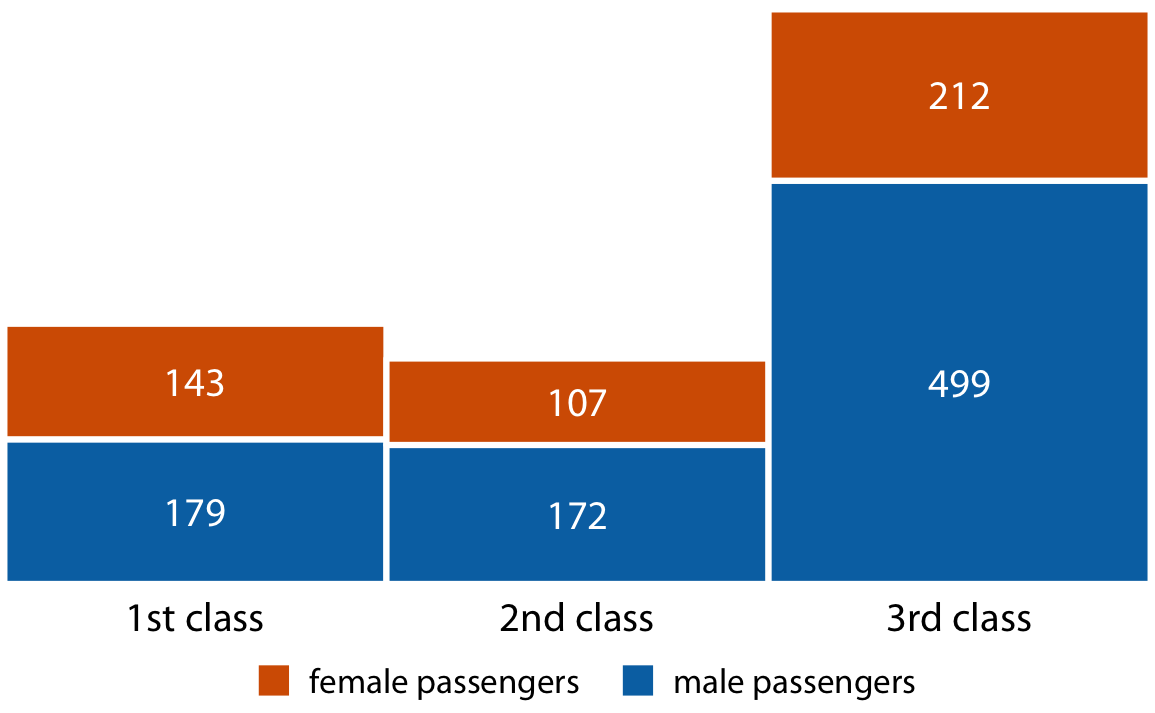 212
143
107
499
179
172
1st class
2nd class
3rd class
female passengers
male passengers